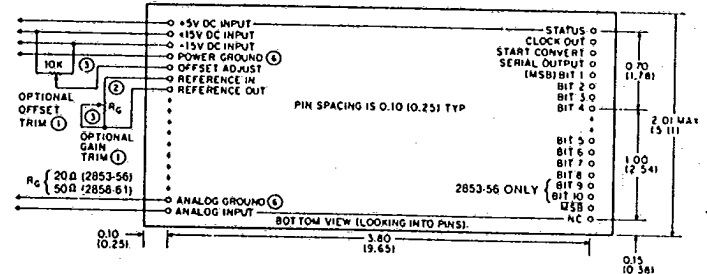 +5V DC INPUT
+15V DC INPUT
-15V DC INPUT
POWER GROUND ⑥
OFFSET ADJUST
REFERENCE IN
REFERENCE OUT
10K
③
②
R_G
③
OPTIONAL
OFFSET
TRIM ①
OPTIONAL
GAIN
TRIM ①
R_G { 20Ω (2853-56)
50Ω (2858-61)
ANALOG GROUND ⑥
ANALOG INPUT
PIN SPACING IS 0.10 (0.25) TYP
BOTTOM VIEW (LOOKING INTO PINS).
STATUS
CLOCK OUT
START CONVERT
SERIAL OUTPUT
(MSB) BIT 1
BIT 2
BIT 3
BIT 4
BIT 5
BIT 6
BIT 7
BIT 8
2853-56 ONLY { BIT 9
BIT 10
MSB
NC
0.70
(1.78)
2.01 MAX
(5.11)
1.00
(2.54)
0.10
(0.25)
3.80
(9.65)
0.15
(0.38)